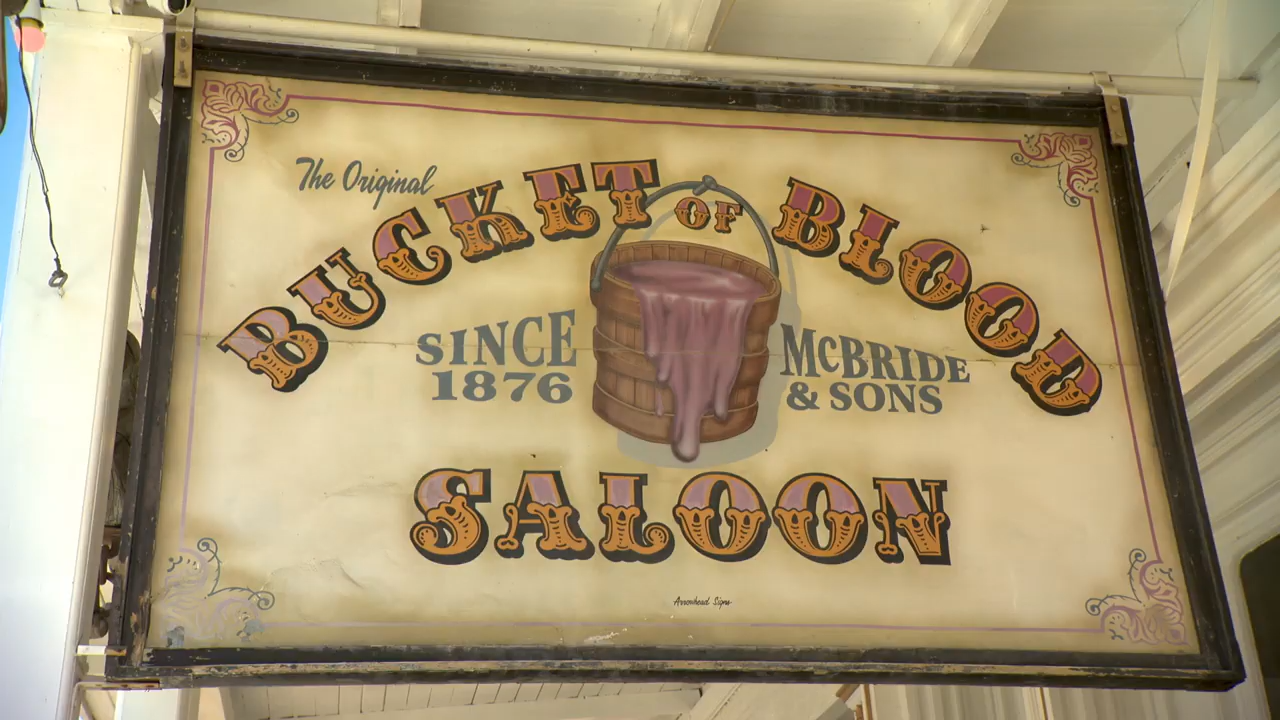 The Original
BUCKET OF BLOOD
SINCE
1876
McBRIDE
& SONS
SALOON
Arrowhead Signs